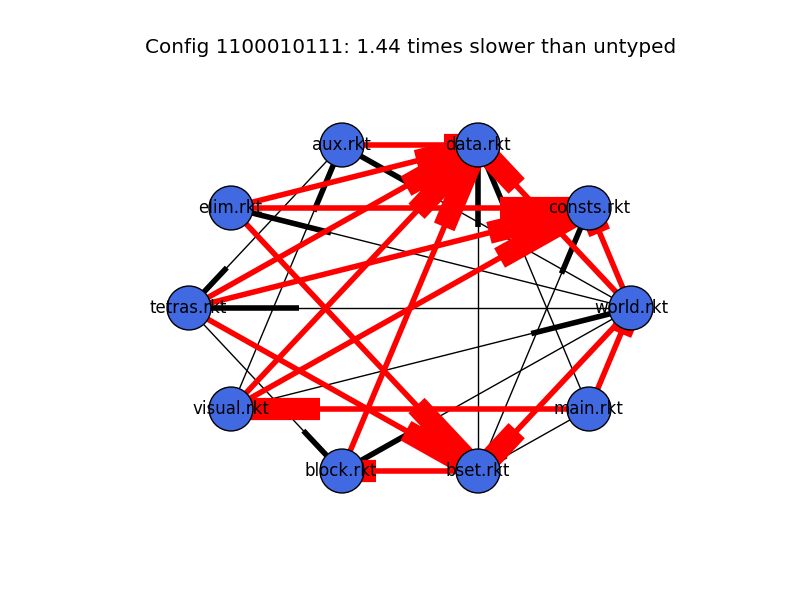 Config 1100010111: 1.44 times slower than untyped
aux.rkt
data.rkt
elim.rkt
consts.rkt
tetras.rkt
world.rkt
visual.rkt
main.rkt
block.rkt
bset.rkt